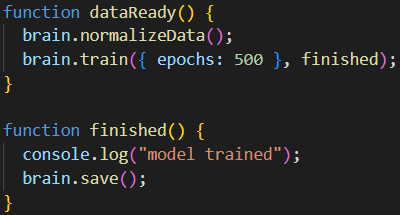 function dataReady() {
  brain.normalizeData();
  brain.train({ epochs: 500 }, finished);
}

function finished() {
  console.log("model trained");
  brain.save();
}